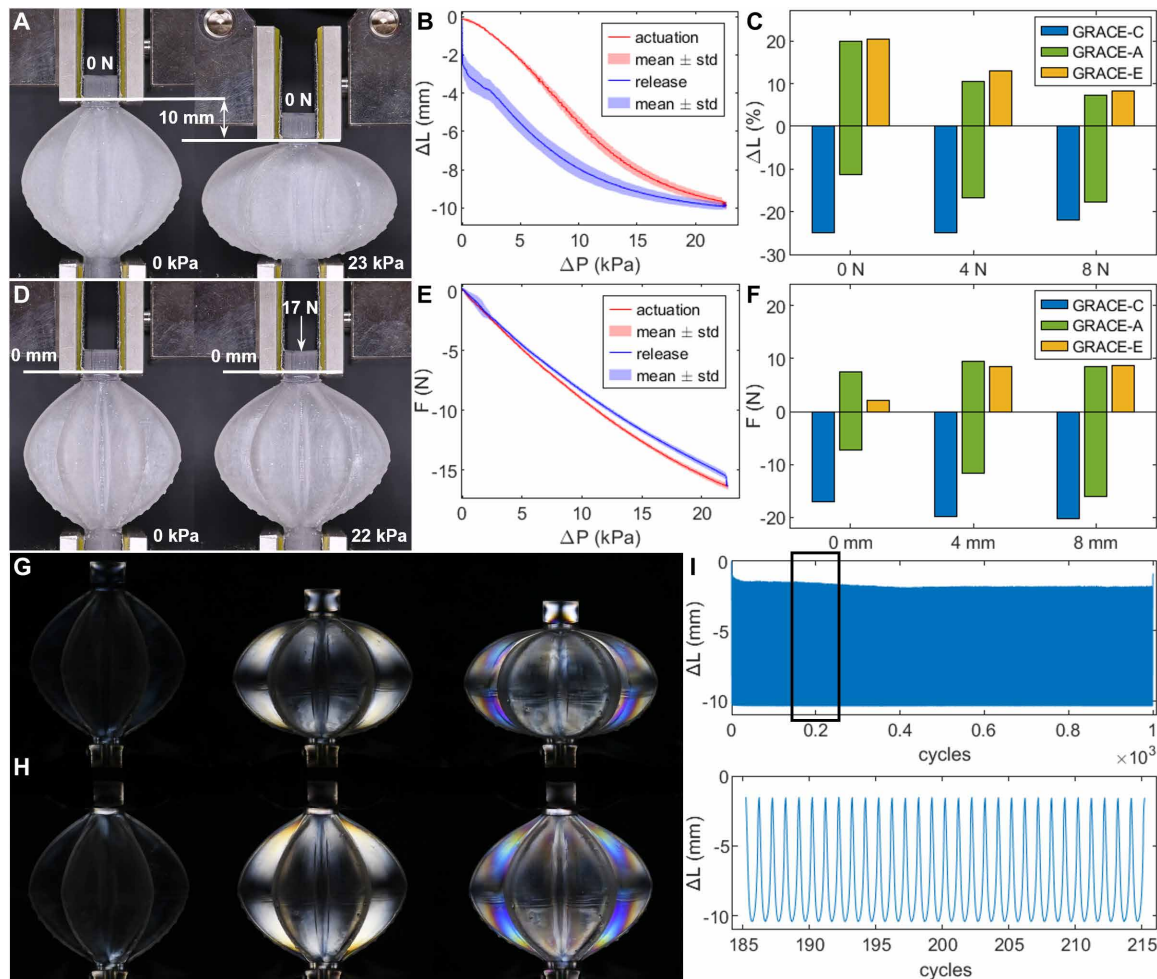 A
0 N
10 mm
0 N
0 kPa
23 kPa
B
ΔL (mm)
0
-2
-4
-6
-8
-10
0
5
10
15
20
ΔP (kPa)
actuation
mean ± std
release
mean ± std
C
ΔL (%)
20
10
0
-10
-20
-30
0 N
4 N
8 N
GRACE-C
GRACE-A
GRACE-E
D
17 N
0 mm
0 mm
0 kPa
22 kPa
E
F (N)
0
-5
-10
-15
0
5
10
15
20
ΔP (kPa)
actuation
mean ± std
release
mean ± std
F
F (N)
20
10
0
-10
-20
0 mm
4 mm
8 mm
GRACE-C
GRACE-A
GRACE-E
G
H
I
ΔL (mm)
0
-5
-10
0
0.2
0.4
0.6
0.8
1
cycles
×10³
ΔL (mm)
0
-5
-10
185
190
195
200
205
210
215
cycles